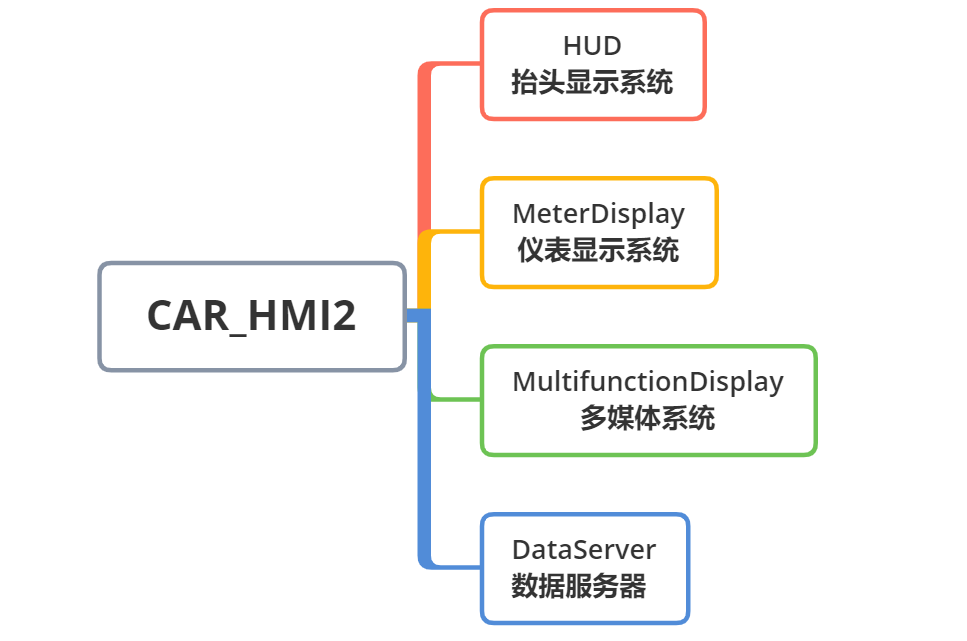 CAR_HMI2
HUD
抬头显示系统
MeterDisplay
仪表显示系统
MultifunctionDisplay
多媒体系统
DataServer
数据服务器